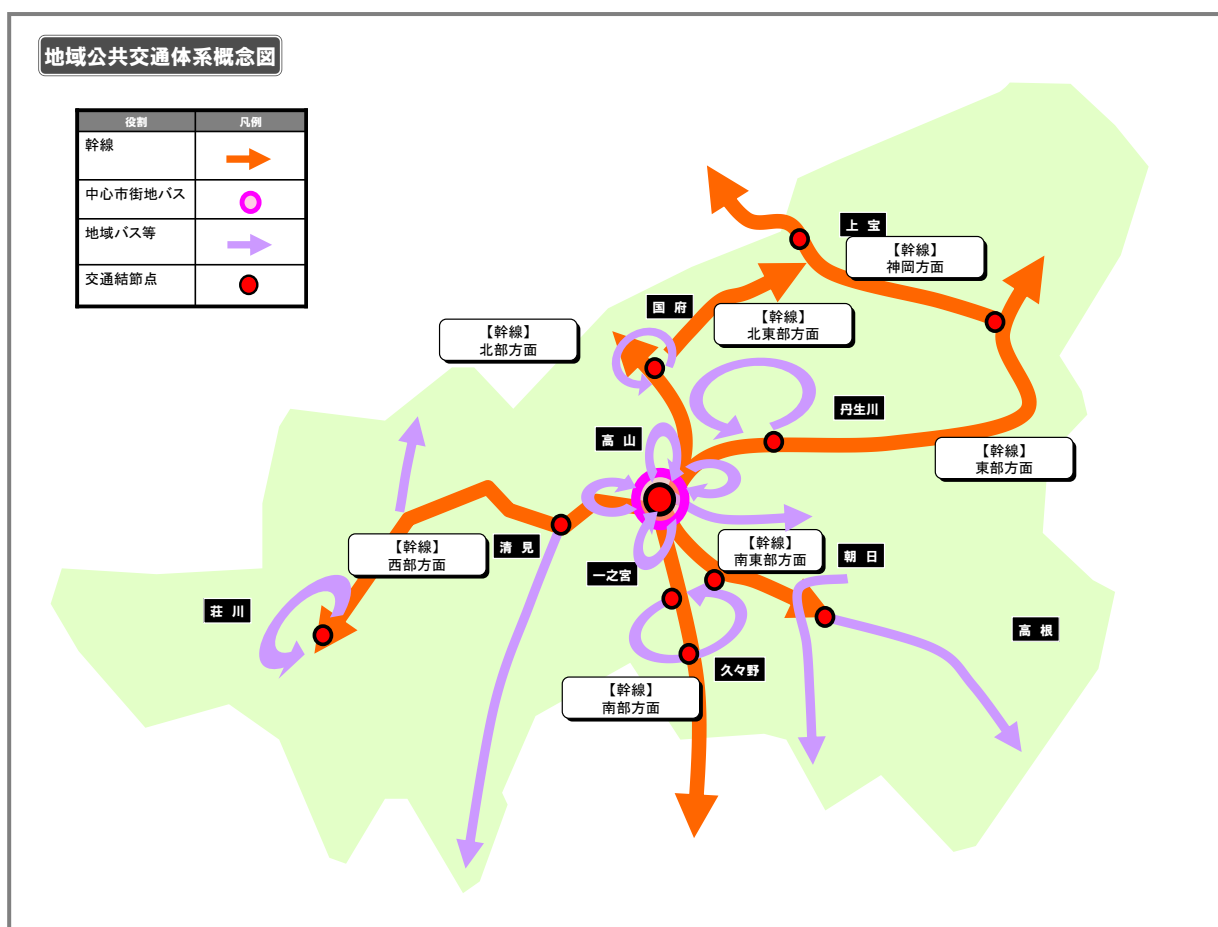 地域公共交通体系概念図
役割 凡例
幹線
中心市街地バス
地域バス等
交通結節点
上宝
【幹線】
神岡方面
国府
【幹線】
北東部方面
【幹線】
北部方面
丹生川
高山
【幹線】
東部方面
【幹線】
西部方面
清見
【幹線】
南東部方面
朝日
一之宮
荘川
高根
久々野
【幹線】
南部方面